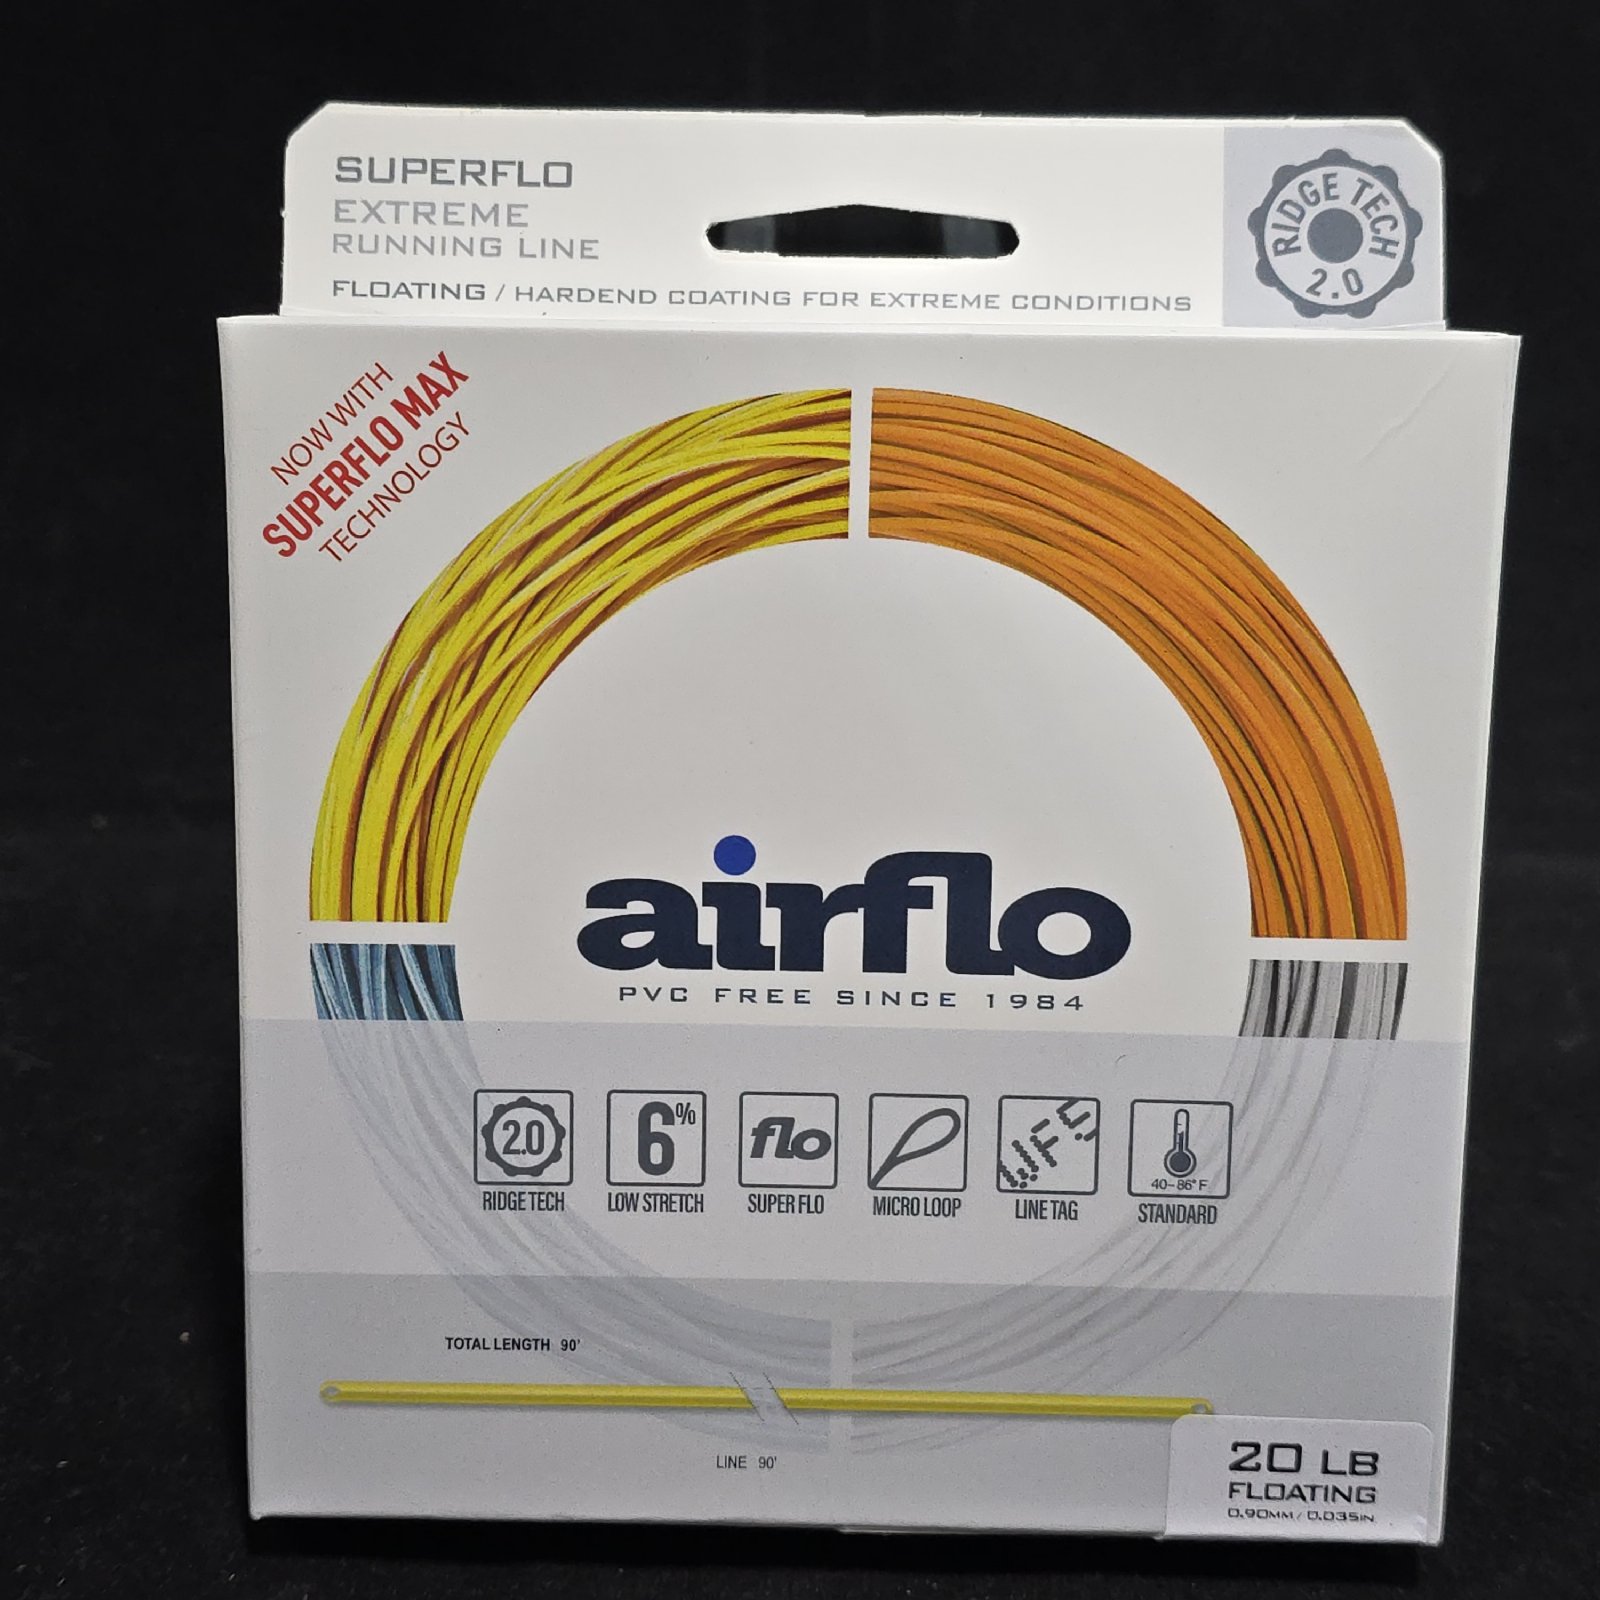 SUPERFLO
EXTREME
RUNNING LINE
FLOATING / HARDEND COATING FOR EXTREME CONDITIONS
RIDGE TECH
2.0
NOW WITH
SUPERFLO MAX
TECHNOLOGY
airflo
PVC FREE SINCE 1984
2.0
6%
flo
40-86°F
RIDGE TECH
LOW STRETCH
SUPER FLO
MICRO LOOP
LINE TAG
STANDARD
TOTAL LENGTH 90'
LINE 90'
20 LB
FLOATING
0.90MM / 0.035IN